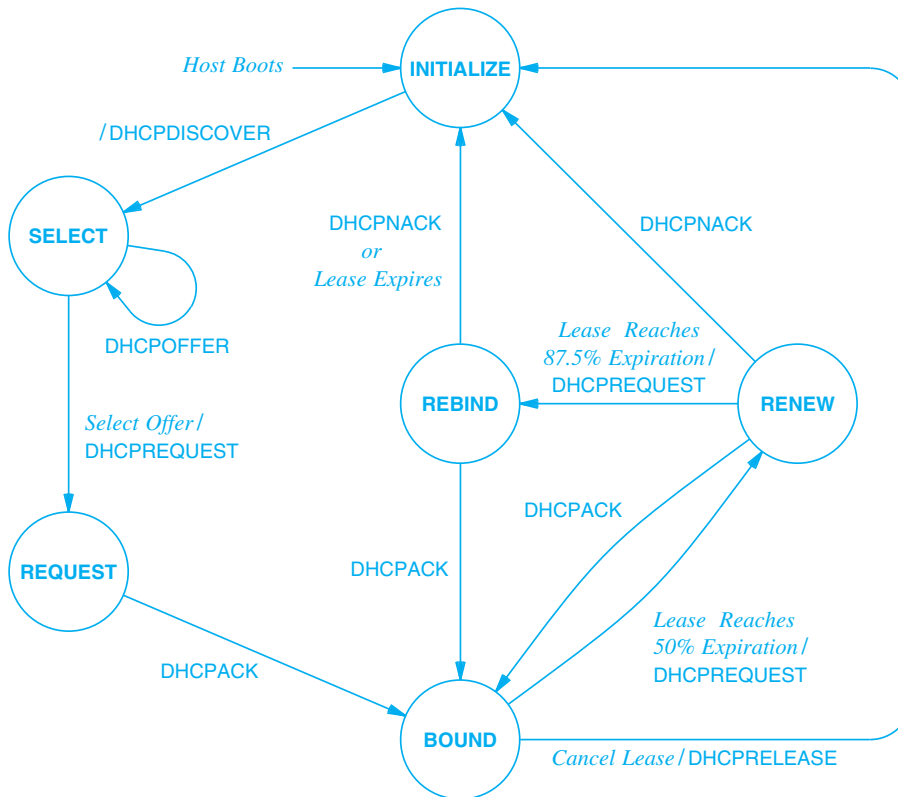 Host Boots
INITIALIZE
/DHCPDISCOVER
SELECT
DHCPOFFER
DHCPNACK
or
Lease Expires
DHCPNACK
Lease Reaches
87.5% Expiration/
DHCPREQUEST
REBIND
RENEW
Select Offer/
DHCPREQUEST
DHCPACK
REQUEST
DHCPACK
DHCPACK
Lease Reaches
50% Expiration/
DHCPREQUEST
BOUND
Cancel Lease/DHCPRELEASE